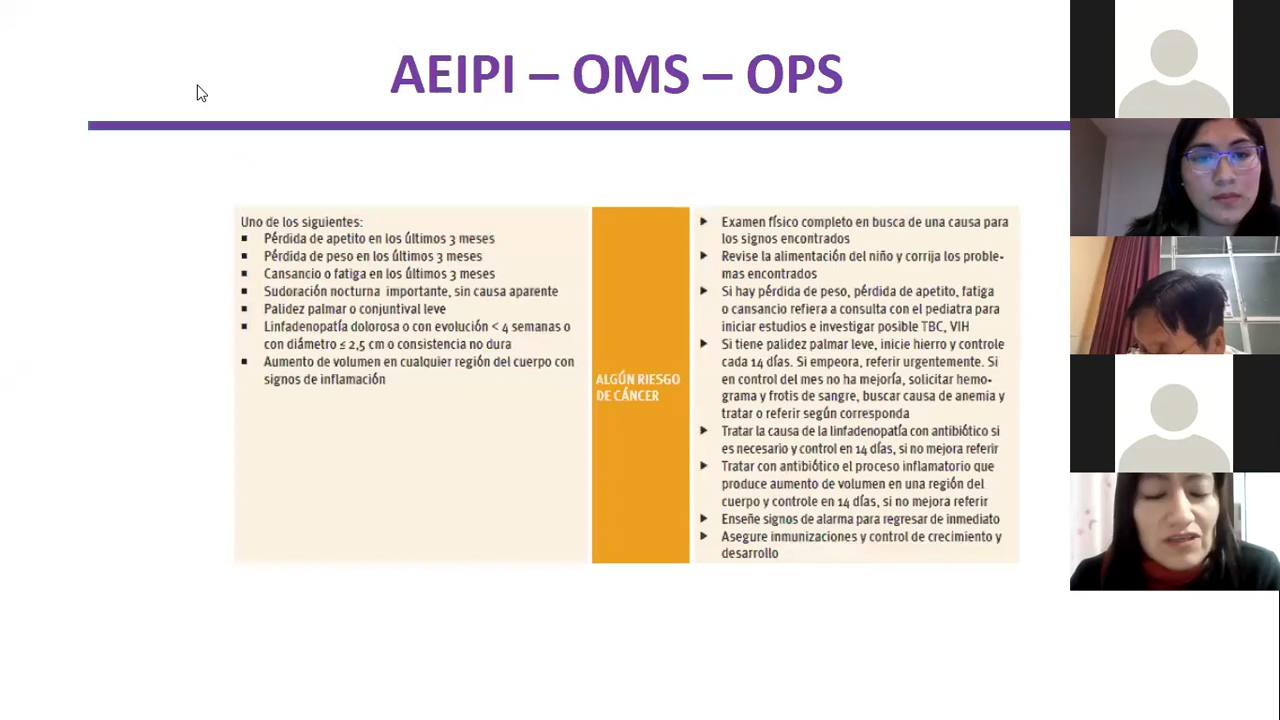 AEIPI – OMS – OPS
Uno de los siguientes:
▪ Pérdida de apetito en los últimos 3 meses
▪ Pérdida de peso en los últimos 3 meses
▪ Cansancio o fatiga en los últimos 3 meses
▪ Sudoración nocturna importante, sin causa aparente
▪ Palidez palmar o conjuntival leve
▪ Linfadenopatía dolorosa o con evolución < 4 semanas o
con diámetro ≤ 2,5 cm o consistencia no dura
▪ Aumento de volumen en cualquier región del cuerpo con
signos de inflamación
ALGÚN RIESGO
DE CÁNCER
▶ Examen físico completo en busca de una causa para
los signos encontrados
▶ Revise la alimentación del niño y corrija los proble-
mas encontrados
▶ Si hay pérdida de peso, pérdida de apetito, fatiga
o cansancio refiera a consulta con el pediatra para
iniciar estudios e investigar posible TBC, VIH
▶ Si tiene palidez palmar leve, inicie hierro y controle
cada 14 días. Si empeora, referir urgentemente. Si
en control del mes no ha mejoría, solicitar hemo-
grama y frotis de sangre, buscar causa de anemia y
tratar o referir según corresponda
▶ Tratar la causa de la linfadenopatía con antibiótico si
es necesario y control en 14 días, si no mejora referir
▶ Tratar con antibiótico el proceso inflamatorio que
produce aumento de volumen en una región del
cuerpo y controle en 14 días, si no mejora referir
▶ Enseñe signos de alarma para regresar de inmediato
▶ Asegure inmunizaciones y control de crecimiento y
desarrollo